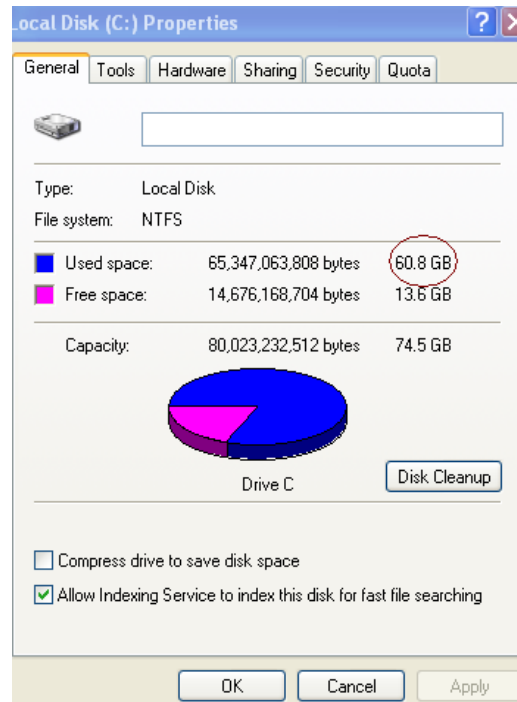 Local Disk (C:) Properties ?
General Tools Hardware Sharing Security Quota
Type: Local Disk
File system: NTFS
Used space: 65,347,063,808 bytes 60.8 GB
Free space: 14,676,168,704 bytes 13.6 GB
Capacity: 80,023,232,512 bytes 74.5 GB
Drive C
Disk Cleanup
Compress drive to save disk space
Allow Indexing Service to index this disk for fast file searching
OK Cancel Apply